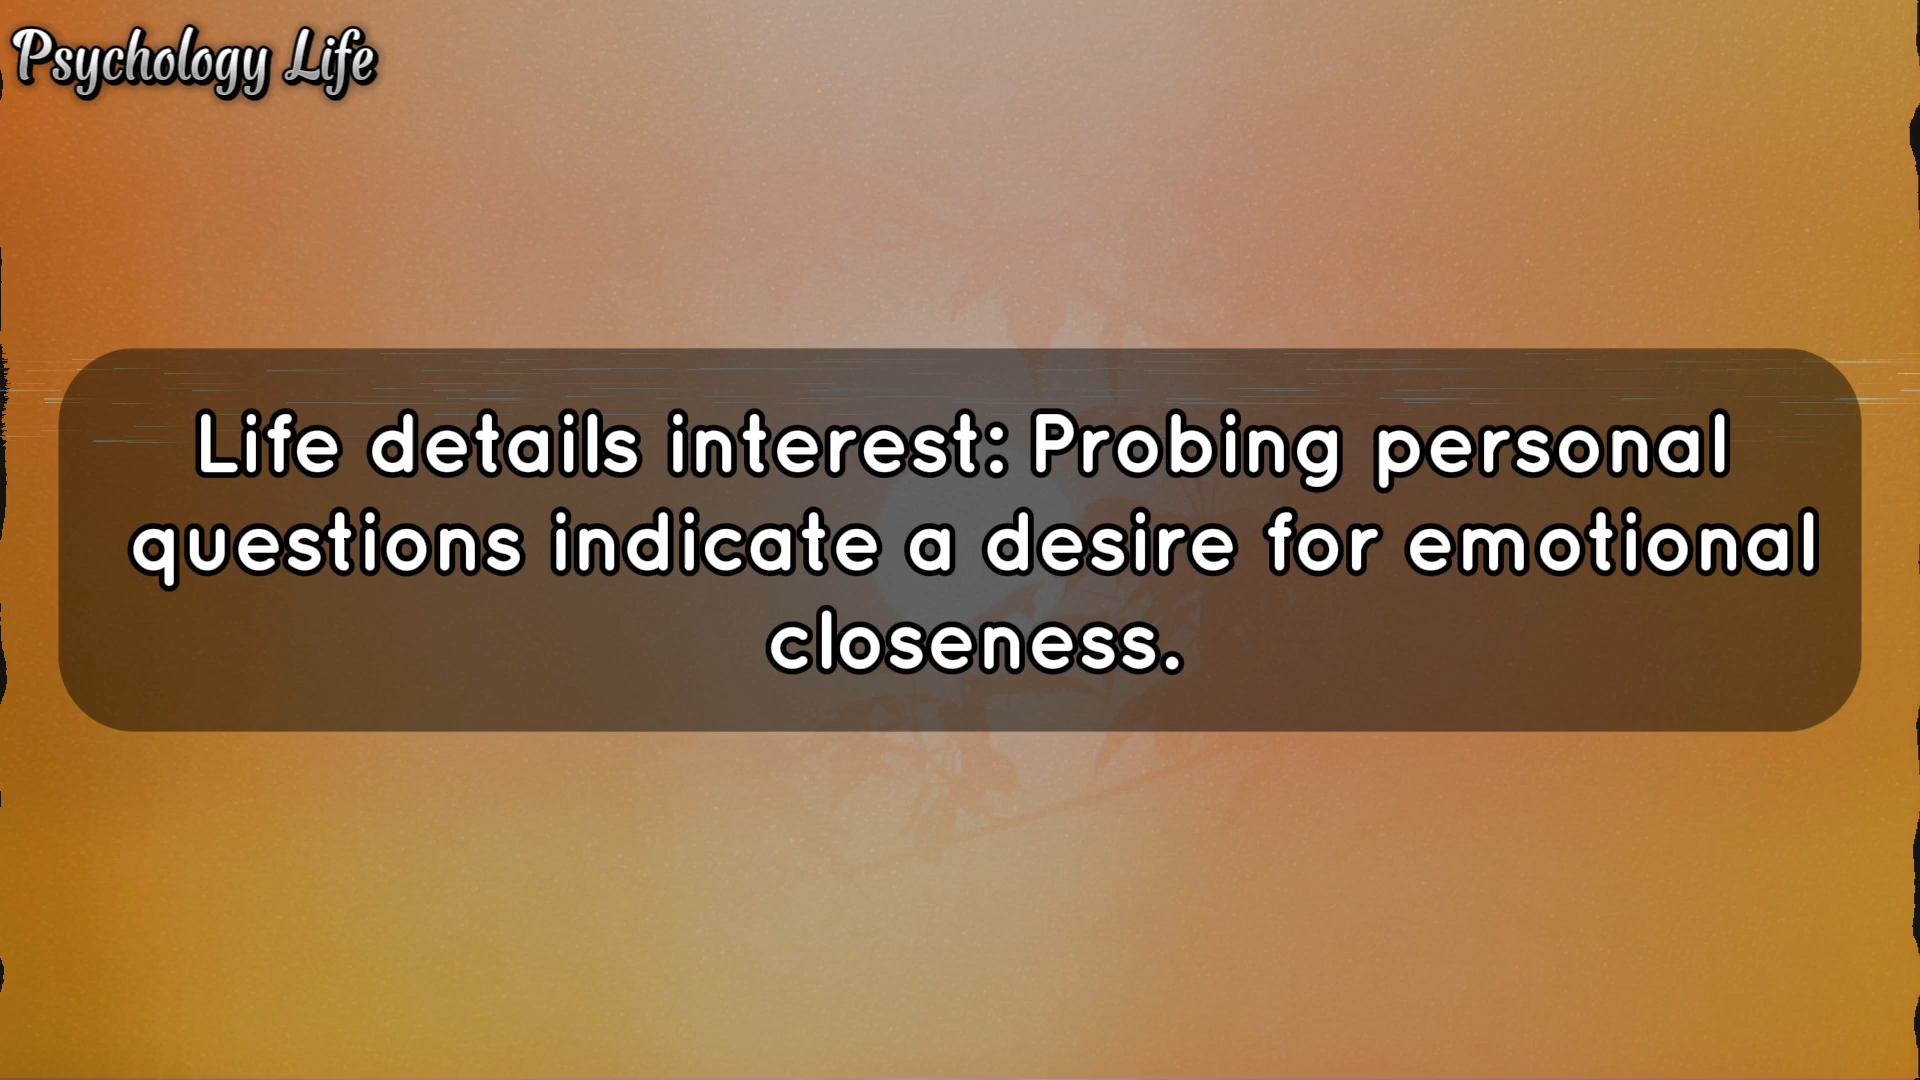 Psychology Life
Life details interest: Probing personal
questions indicate a desire for emotional
closeness.